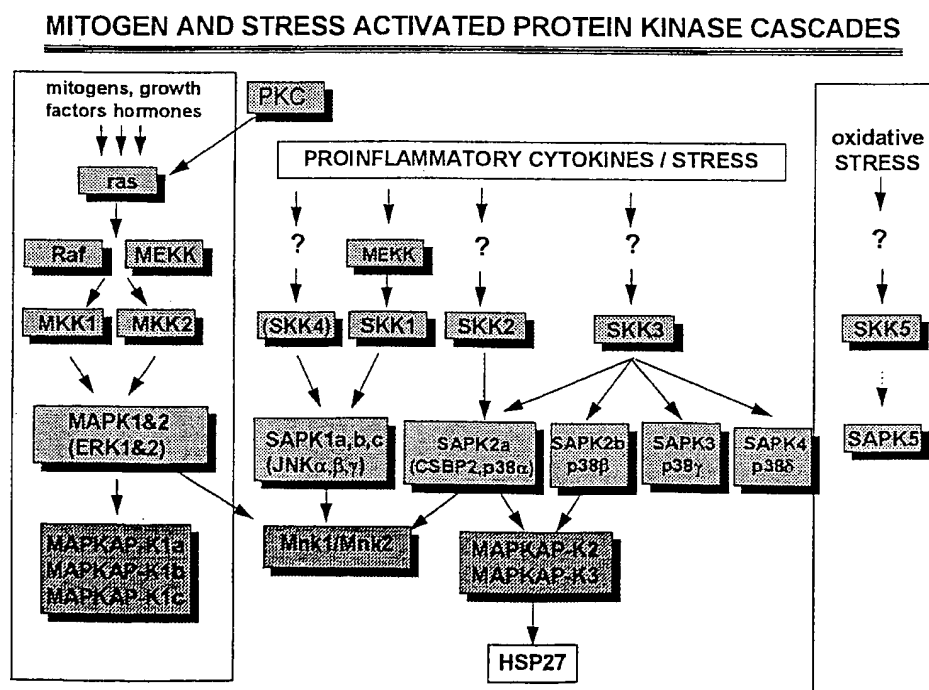 MITOGEN AND STRESS ACTIVATED PROTEIN KINASE CASCADES
mitogens, growth
factors hormones
PKC
ras
Raf
MEKK
MKK1
MKK2
MAPK1&2
(ERK1&2)
MAPKAP-K1a
MAPKAP-K1b
MAPKAP-K1c
PROINFLAMMATORY CYTOKINES / STRESS
?
MEKK
?
?
(SKK4)
SKK1
SKK2
SKK3
SAPK1a,b,c
(JNKα,β,γ)
SAPK2a
(CSBP2,p38α)
SAPK2b
p38β
SAPK3
p38γ
SAPK4
p38δ
Mnk1/Mnk2
MAPKAP-K2
MAPKAP-K3
HSP27
oxidative
STRESS
?
SKK5
SAPK5